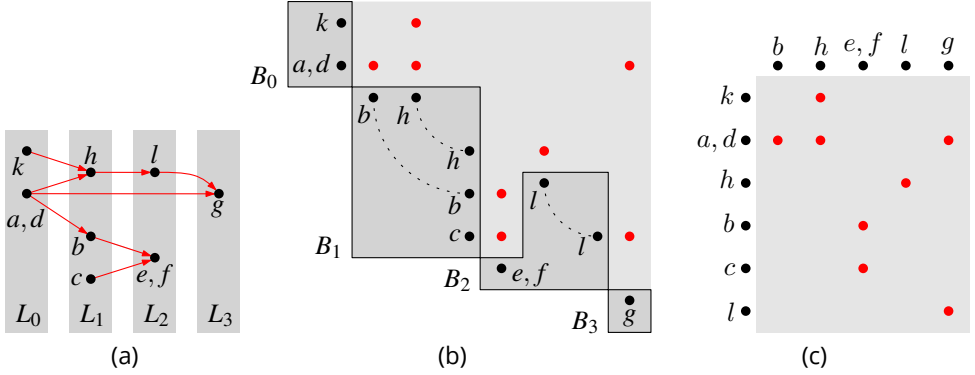 k
h
l
a, d
g
b
c
e, f
L0
L1
L2
L3
(a)
k
a, d
B0
b
h
h
b
l
c
l
B1
B2
e, f
B3
g
(b)
b h e, f l g
k
a, d
h
b
c
l
(c)